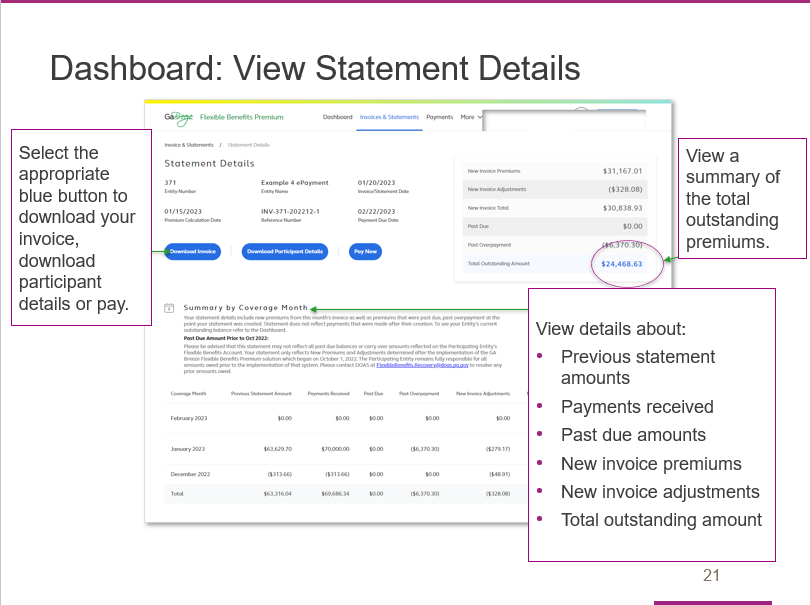 Dashboard: View Statement Details
Select the
appropriate
blue button to
download your
invoice,
download
participant
details or pay.
GaBreeze Flexible Benefits Premium
Dashboard Invoices & Statements Payments More
Invoice & Statements / Statement Details
Statement Details
371 Example 4 ePayment 01/20/2023
Entity Number Entity Name Invoice/Statement Date
01/15/2023 INV-371-202212-1 02/22/2023
Premium Calculation Date Reference Number Payment Due Date
Download Invoice Download Participant Details Pay Now
New Invoice Premiums $31,167.01
New Invoice Adjustments ($328.08)
New Invoice Total $30,838.93
Past Due $0.00
Past Overpayment ($6,370.30)
Total Outstanding Amount $24,468.63
View a
summary of
the total
outstanding
premiums.
Summary by Coverage Month
Your statement details include new premiums from this month's invoice as well as premiums that were past due, past overpayment at the
point your statement was created. Statement does not reflect payments that were made after their creation. To see your Entity's current
outstanding balance refer to the Dashboard.
Past Due Amount Prior to Oct 2022:
Please be advised that this statement may not reflect all past due balances or carry over amounts reflected on the Participating Entity's
Flexible Benefits Account. Your statement only reflects New Premiums and Adjustments determined after the implementation of the GA
Breeze Flexible Benefits Premium solution which began on October 1, 2022. The Participating Entity remains fully responsible for all
amounts owed prior to the implementation of that system. Please contact DOAS at FlexibleBenefits.Recovery@doas.ga.gov to resolve any
prior amounts owed.
Coverage Month Previous Statement Amount Payments Received Past Due Past Overpayment New Invoice Adjustments
February 2023 $0.00 $0.00 $0.00 $0.00 $0.00
January 2023 $63,629.70 $70,000.00 $0.00 ($6,370.30) ($279.17)
December 2022 ($313.66) ($313.66) $0.00 $0.00 ($48.91)
Total $63,316.04 $69,686.34 $0.00 ($6,370.30) ($328.08)
View details about:
• Previous statement
amounts
• Payments received
• Past due amounts
• New invoice premiums
• New invoice adjustments
• Total outstanding amount
21